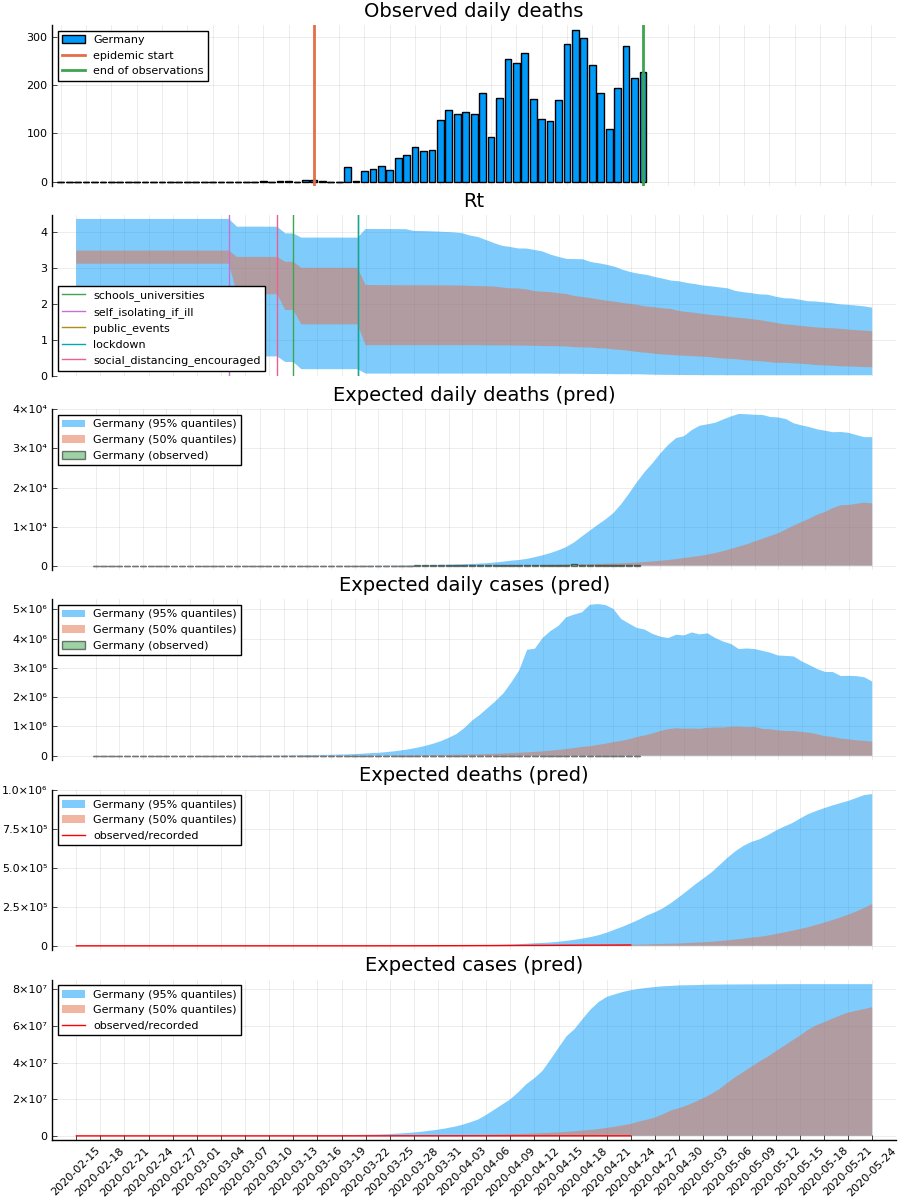 Observed daily deaths
300
200
100
0
Germany
epidemic start
end of observations
Rt
4
3
2
1
0
schools_universities
self_isolating_if_ill
public_events
lockdown
social_distancing_encouraged
Expected daily deaths (pred)
4×10⁴
3×10⁴
2×10⁴
1×10⁴
0
Germany (95% quantiles)
Germany (50% quantiles)
Germany (observed)
Expected daily cases (pred)
5×10⁶
4×10⁶
3×10⁶
2×10⁶
1×10⁶
0
Germany (95% quantiles)
Germany (50% quantiles)
Germany (observed)
Expected deaths (pred)
1.0×10⁶
7.5×10⁵
5.0×10⁵
2.5×10⁵
0
Germany (95% quantiles)
Germany (50% quantiles)
observed/recorded
Expected cases (pred)
8×10⁷
6×10⁷
4×10⁷
2×10⁷
0
Germany (95% quantiles)
Germany (50% quantiles)
observed/recorded
2020-02-15
2020-02-18
2020-02-21
2020-02-24
2020-02-27
2020-03-01
2020-03-04
2020-03-07
2020-03-10
2020-03-13
2020-03-16
2020-03-19
2020-03-22
2020-03-25
2020-03-28
2020-03-31
2020-04-03
2020-04-06
2020-04-09
2020-04-12
2020-04-15
2020-04-18
2020-04-21
2020-04-24
2020-04-27
2020-04-30
2020-05-03
2020-05-06
2020-05-09
2020-05-12
2020-05-15
2020-05-18
2020-05-21
2020-05-24